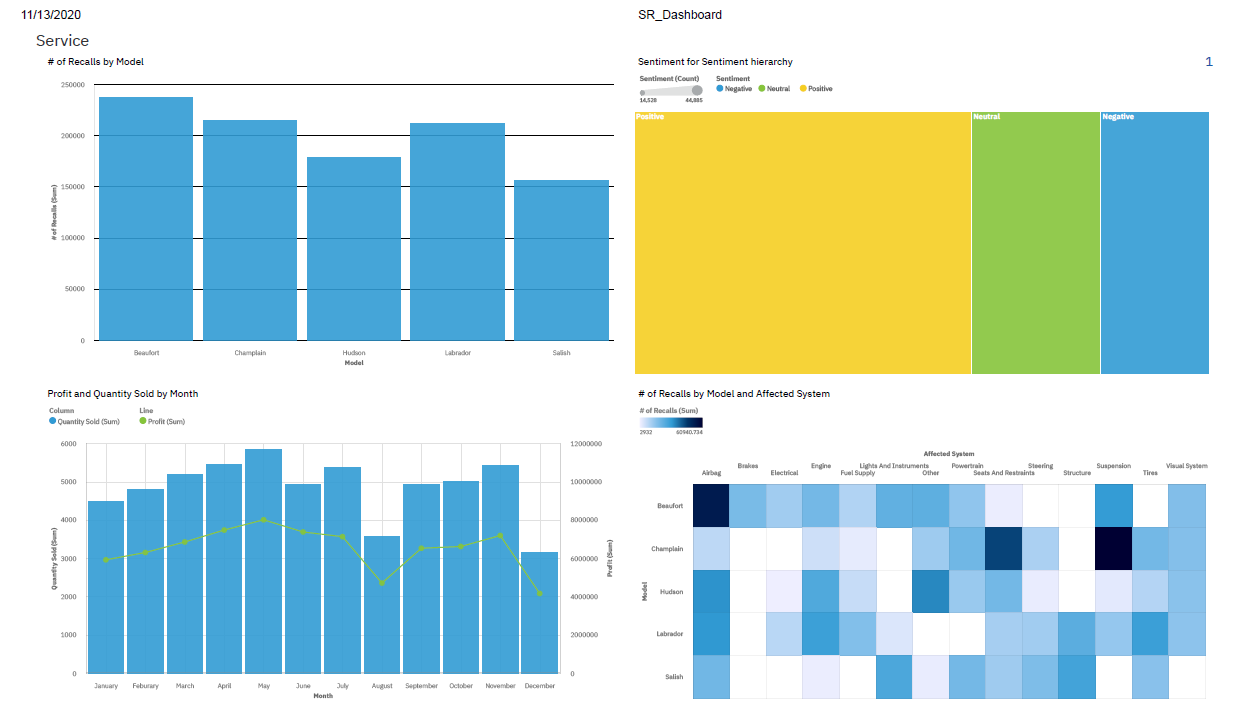 11/13/2020
SR_Dashboard
Service
# of Recalls by Model
250000
200000
150000
100000
50000
0
# of Recalls (Sum)
Beaufort Champlain Hudson Labrador Salish
Model
Sentiment for Sentiment hierarchy
1
Sentiment (Count) Sentiment
Negative Neutral Positive
14,528 44,885
Positive Neutral Negative
Profit and Quantity Sold by Month
Column Line
Quantity Sold (Sum) Profit (Sum)
6000 12000000
5000 10000000
4000 8000000
3000 6000000
2000 4000000
1000 2000000
0 0
Quantity Sold (Sum)
Profit (Sum)
January Feburary March April May June July August September October November December
Month
# of Recalls by Model and Affected System
# of Recalls (Sum)
2932 60940.734
Affected System
Airbag Brakes Electrical Engine Fuel Supply Lights And Instruments Other Powertrain Seats And Restraints Steering Structure Suspension Tires Visual System
Model
Beaufort
Champlain
Hudson
Labrador
Salish